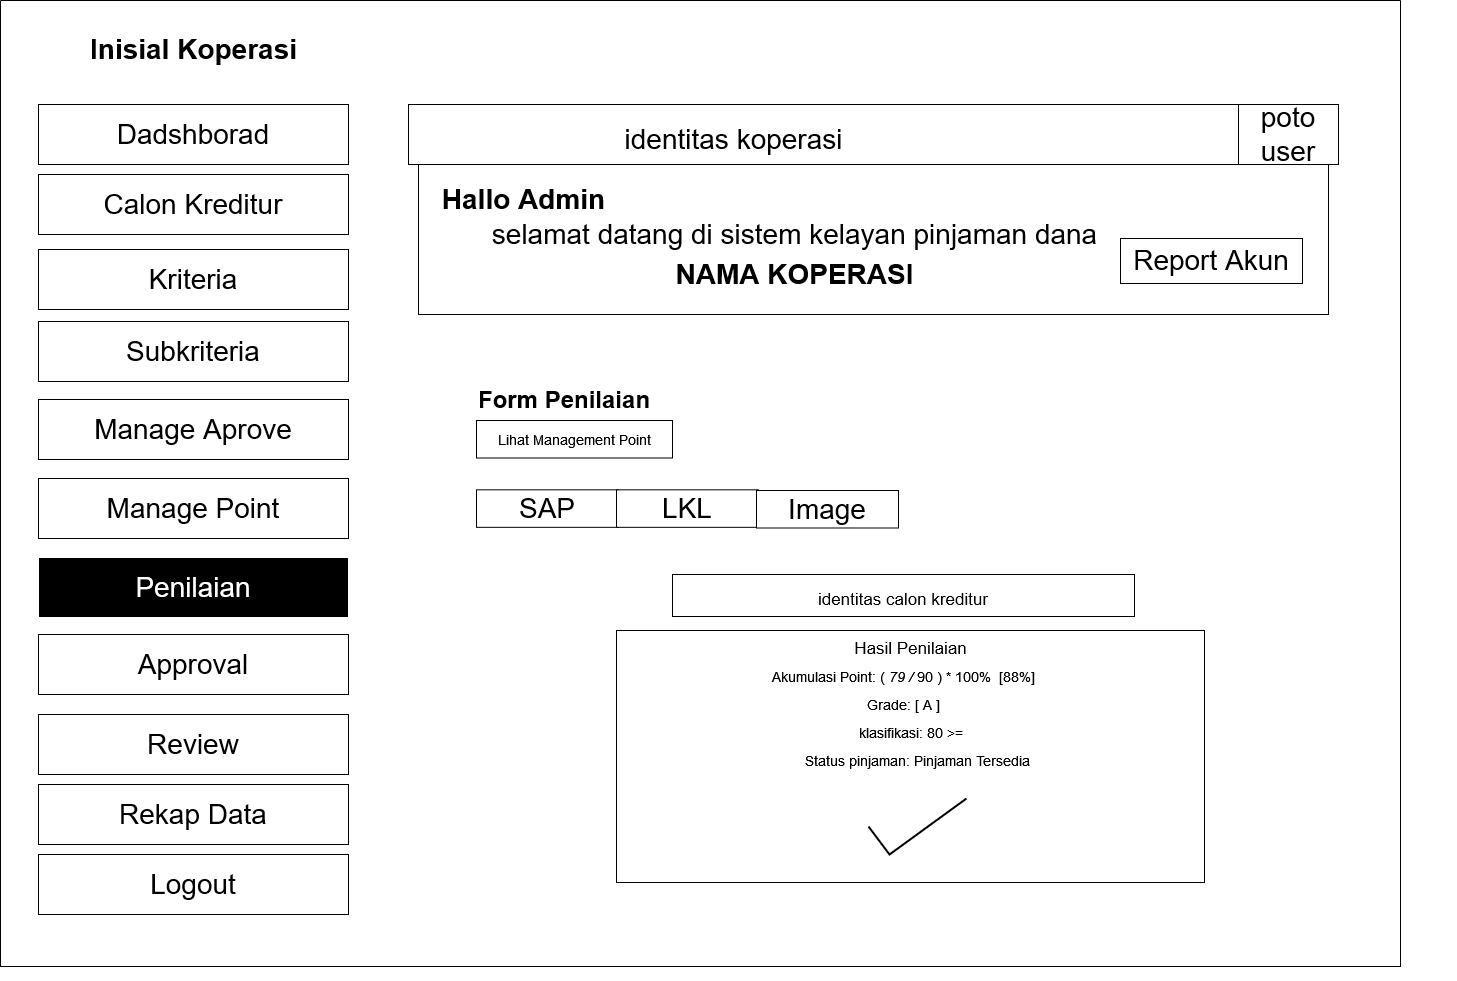 Inisial Koperasi
Dadshborad
Calon Kreditur
Kriteria
Subkriteria
Manage Aprove
Manage Point
Penilaian
Approval
Review
Rekap Data
Logout
identitas koperasi
poto
user
Hallo Admin
selamat datang di sistem kelayan pinjaman dana
NAMA KOPERASI
Report Akun
Form Penilaian
Lihat Management Point
SAP
LKL
Image
identitas calon kreditur
Hasil Penilaian
Akumulasi Point: ( 79 / 90 ) * 100% [88%]
Grade: [ A ]
klasifikasi: 80 >=
Status pinjaman: Pinjaman Tersedia